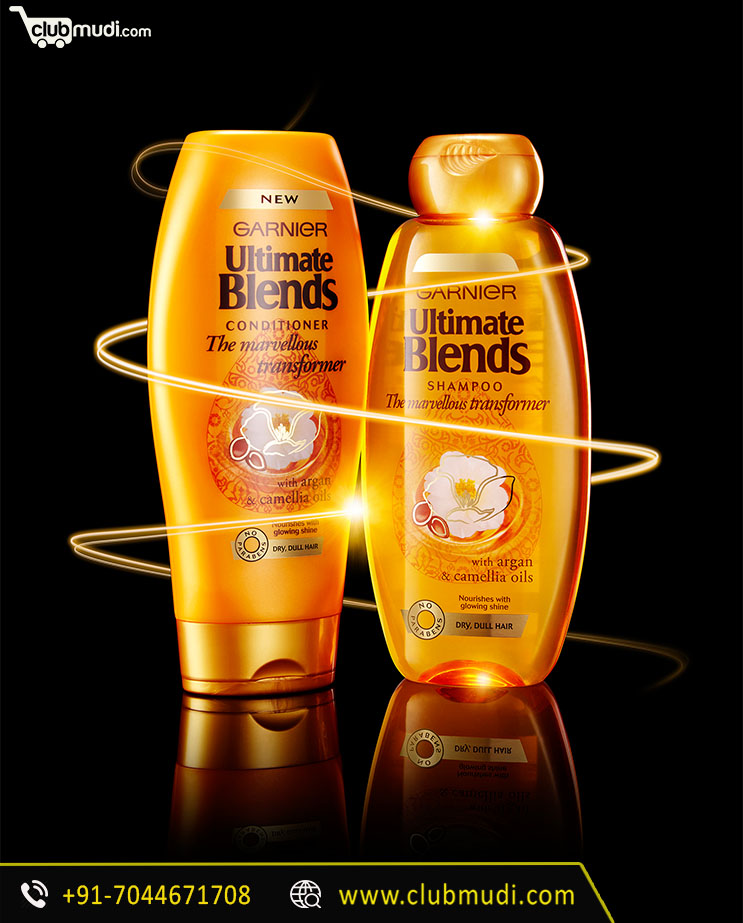 clubmudi.com
NEW
GARNIER
Ultimate
Blends
CONDITIONER
The marvellous
transformer
with argan
& camellia oils
Nourishes with
glowing shine
NO PARABENS
DRY, DULL HAIR
GARNIER
Ultimate
Blends
SHAMPOO
The marvellous transformer
with argan
& camellia oils
Nourishes with
glowing shine
NO PARABENS
DRY, DULL HAIR
+91-7044671708
www.clubmudi.com